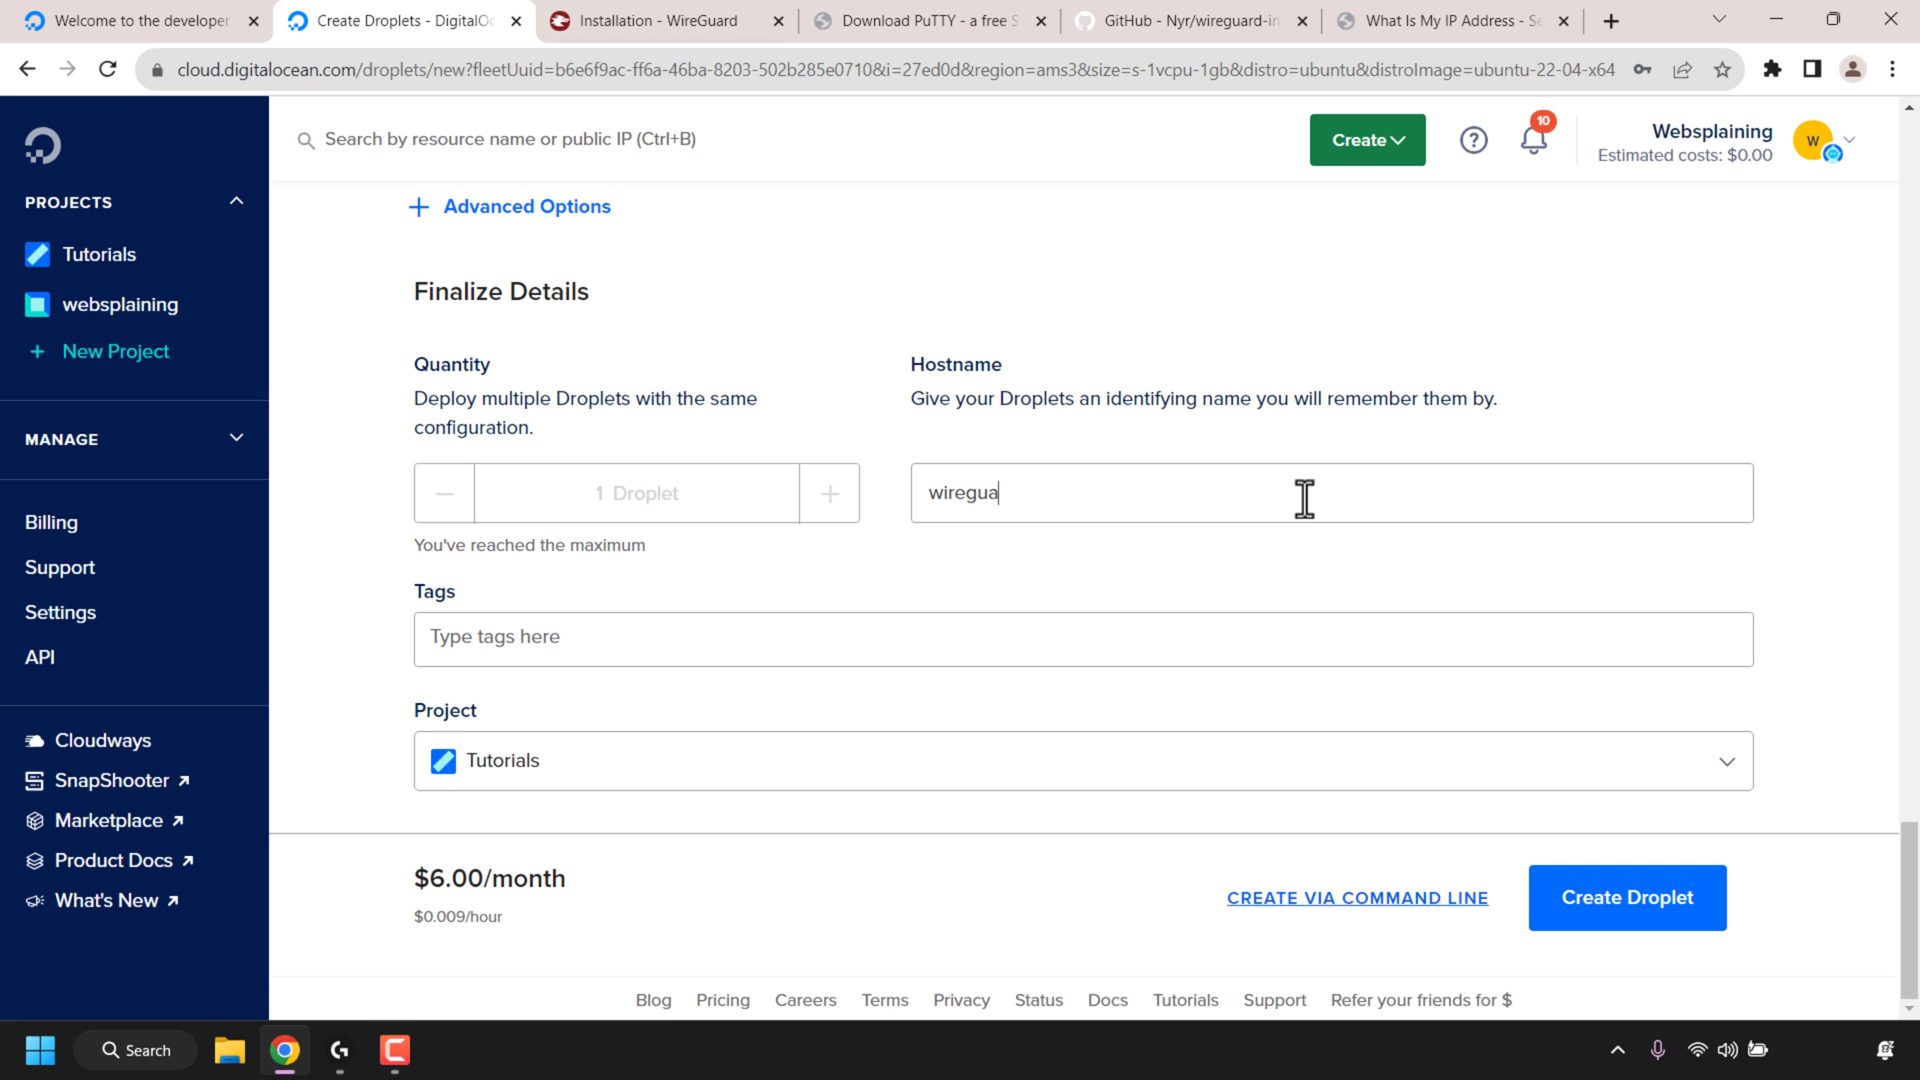 Welcome to the developer
Create Droplets - DigitalOc
Installation - WireGuard
Download PuTTY - a free S
GitHub - Nyr/wireguard-in
What Is My IP Address - Se
cloud.digitalocean.com/droplets/new?fleetUuid=b6e6f9ac-ff6a-46ba-8203-502b285e0710&i=27ed0d&region=ams3&size=s-1vcpu-1gb&distro=ubuntu&distroImage=ubuntu-22-04-x64
Search by resource name or public IP (Ctrl+B)
Create
10
Websplaining
Estimated costs: $0.00
W
PROJECTS
Tutorials
websplaining
+ New Project
MANAGE
Billing
Support
Settings
API
Cloudways
SnapShooter
Marketplace
Product Docs
What's New
+ Advanced Options
Finalize Details
Quantity
Deploy multiple Droplets with the same
configuration.
1 Droplet
You've reached the maximum
Hostname
Give your Droplets an identifying name you will remember them by.
wiregua
Tags
Type tags here
Project
Tutorials
$6.00/month
$0.009/hour
CREATE VIA COMMAND LINE
Create Droplet
Blog Pricing Careers Terms Privacy Status Docs Tutorials Support Refer your friends for $
Search